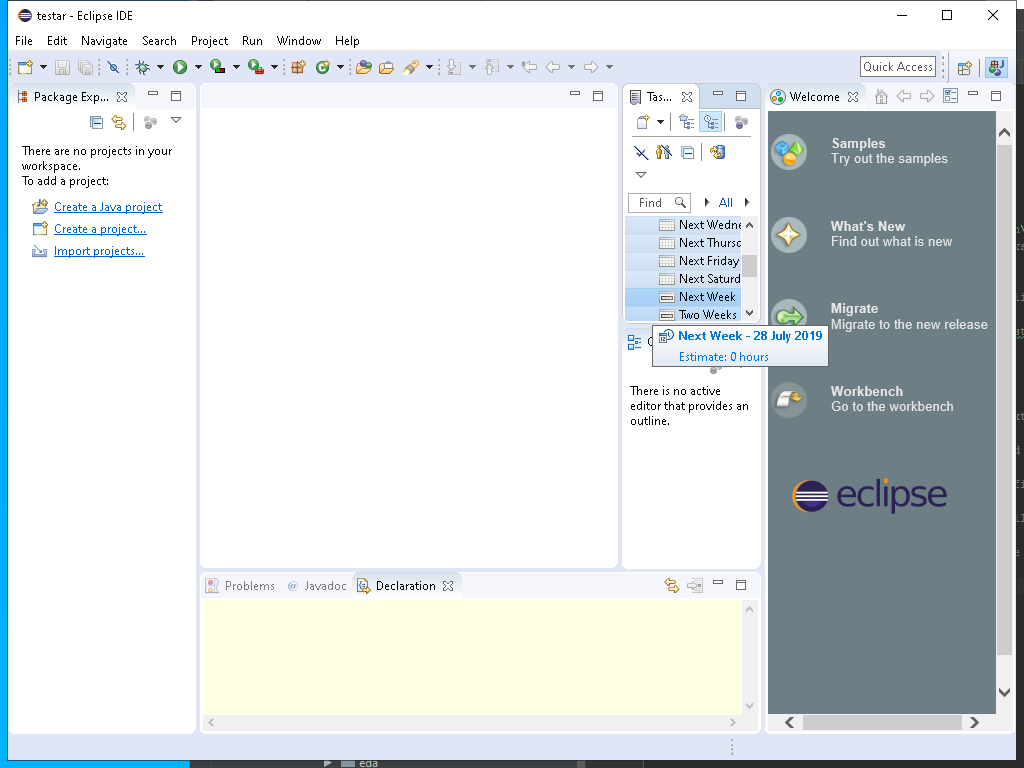 testar - Eclipse IDE
File Edit Navigate Search Project Run Window Help
Quick Access
Package Exp...
There are no projects in your
workspace.
To add a project:
Create a Java project
Create a project...
Import projects...
Tas...
Find
All
Next Wedne
Next Thursd
Next Friday
Next Saturd
Next Week
Two Weeks
Next Week - 28 July 2019
Estimate: 0 hours
There is no active
editor that provides an
outline.
Welcome
Samples
Try out the samples
What's New
Find out what is new
Migrate
Migrate to the new release
Workbench
Go to the workbench
eclipse
Problems @ Javadoc Declaration
eda